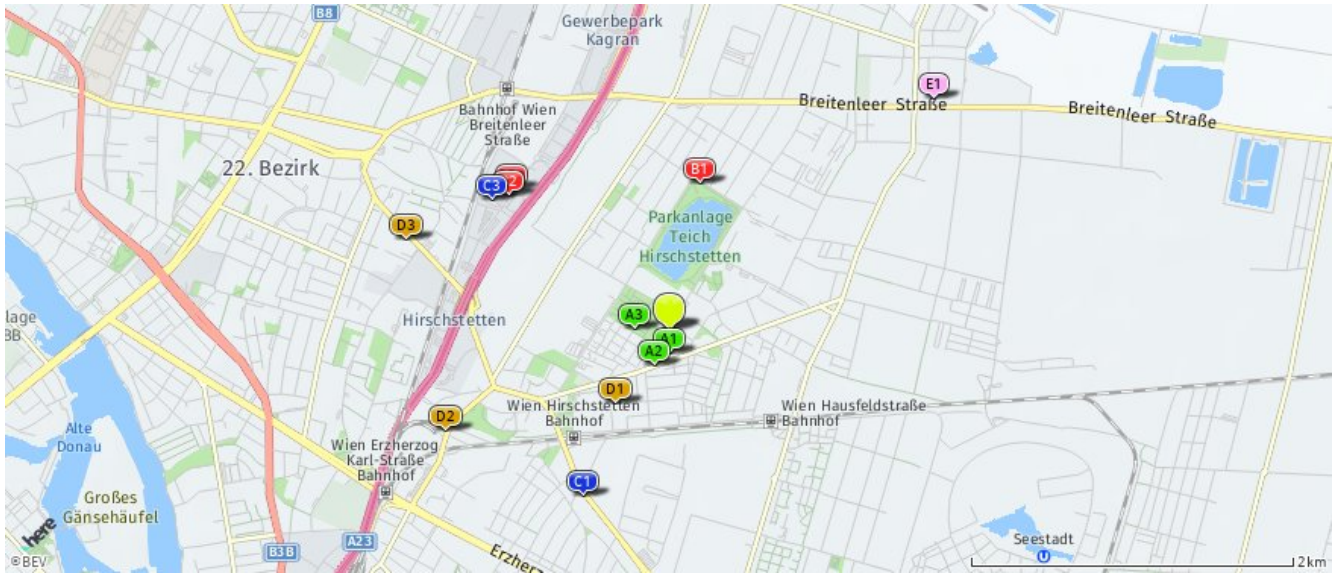 B8
Gewerbepark
Kagran
E1
Bahnhof Wien
Breitenleer
Straße
Breitenleer Straße
Breitenleer Straße
22. Bezirk
B1
C3
2
D3
Parkanlage
Teich
Hirschstetten
lage
BB
Hirschstetten
A3
A1
A2
D1
Wien Hirschstetten
Bahnhof
Wien Hausfeldstraße
Bahnhof
D2
Alte
Donau
Wien Erzherzog
Karl-Straße
Bahnhof
C1
Großes
Gänsehäufel
here
©BEV
B3B
A23
Erzherzo
Seestadt
U
2km